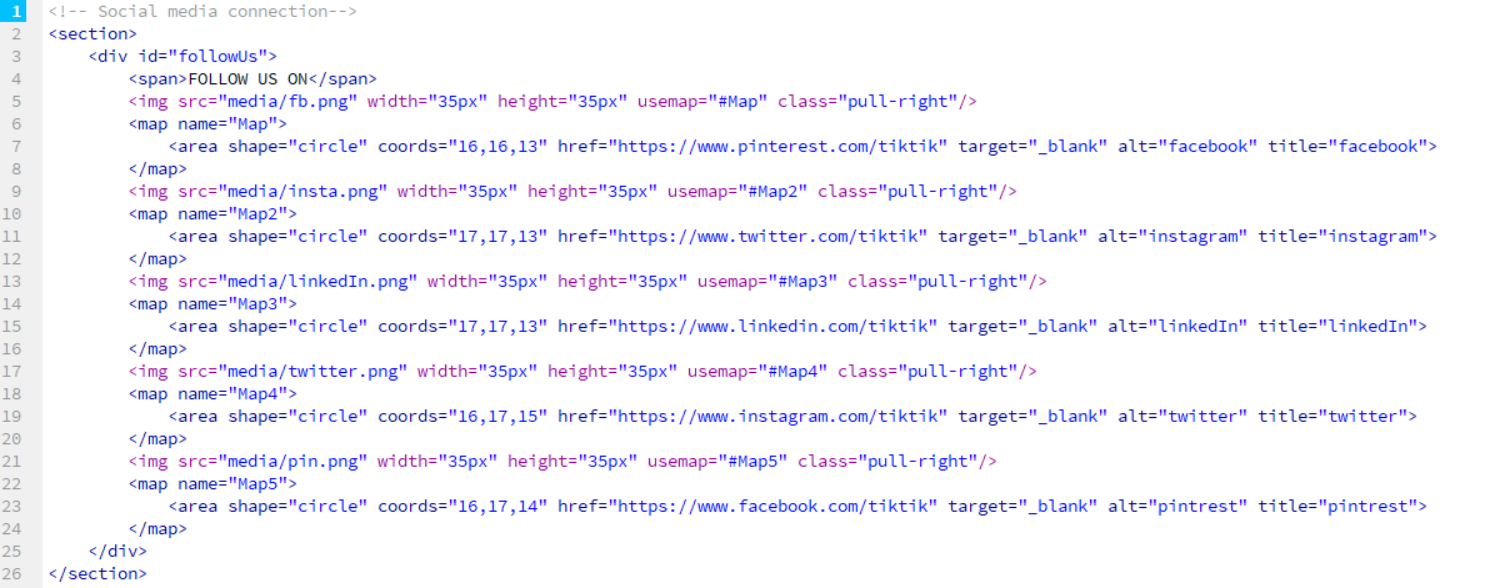 1 <!-- Social media connection-->
2 <section>
3 <div id="followUs">
4 <span>FOLLOW US ON</span>
5 <img src="media/fb.png" width="35px" height="35px" usemap="#Map" class="pull-right"/>
6 <map name="Map">
7 <area shape="circle" coords="16,16,13" href="https://www.pinterest.com/tiktik" target="_blank" alt="facebook" title="facebook">
8 </map>
9 <img src="media/insta.png" width="35px" height="35px" usemap="#Map2" class="pull-right"/>
10 <map name="Map2">
11 <area shape="circle" coords="17,17,13" href="https://www.twitter.com/tiktik" target="_blank" alt="instagram" title="instagram">
12 </map>
13 <img src="media/linkedIn.png" width="35px" height="35px" usemap="#Map3" class="pull-right"/>
14 <map name="Map3">
15 <area shape="circle" coords="17,17,13" href="https://www.linkedin.com/tiktik" target="_blank" alt="linkedIn" title="linkedIn">
16 </map>
17 <img src="media/twitter.png" width="35px" height="35px" usemap="#Map4" class="pull-right"/>
18 <map name="Map4">
19 <area shape="circle" coords="16,17,15" href="https://www.instagram.com/tiktik" target="_blank" alt="twitter" title="twitter">
20 </map>
21 <img src="media/pin.png" width="35px" height="35px" usemap="#Map5" class="pull-right"/>
22 <map name="Map5">
23 <area shape="circle" coords="16,17,14" href="https://www.facebook.com/tiktik" target="_blank" alt="pintrest" title="pintrest">
24 </map>
25 </div>
26 </section>